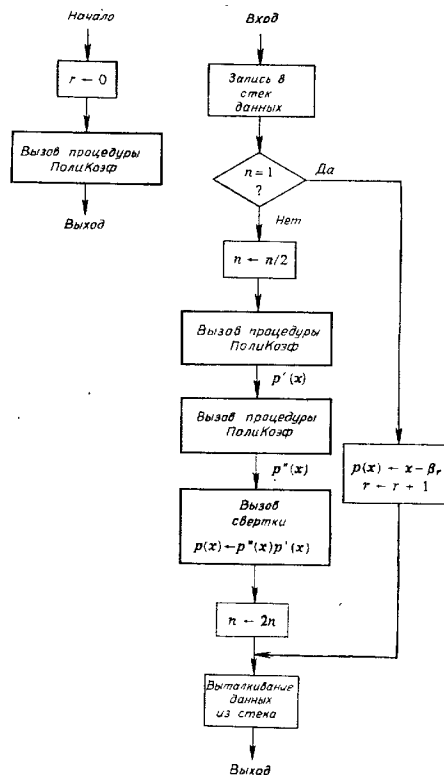 Начало
r ← 0
Вызов процедуры
ПолиКоэф
Выход
Вход
Запись в
стек
данных
n = 1
?
Да
Нет
n ← n/2
Вызов процедуры
ПолиКоэф
p′(x)
Вызов процедуры
ПолиКоэф
p″(x)
Вызов
свертки
p(x)←p″(x)p′(x)
p(x) ← x − βr
r ← r + 1
n ← 2n
Выталкивание
данных
из стека
Выход